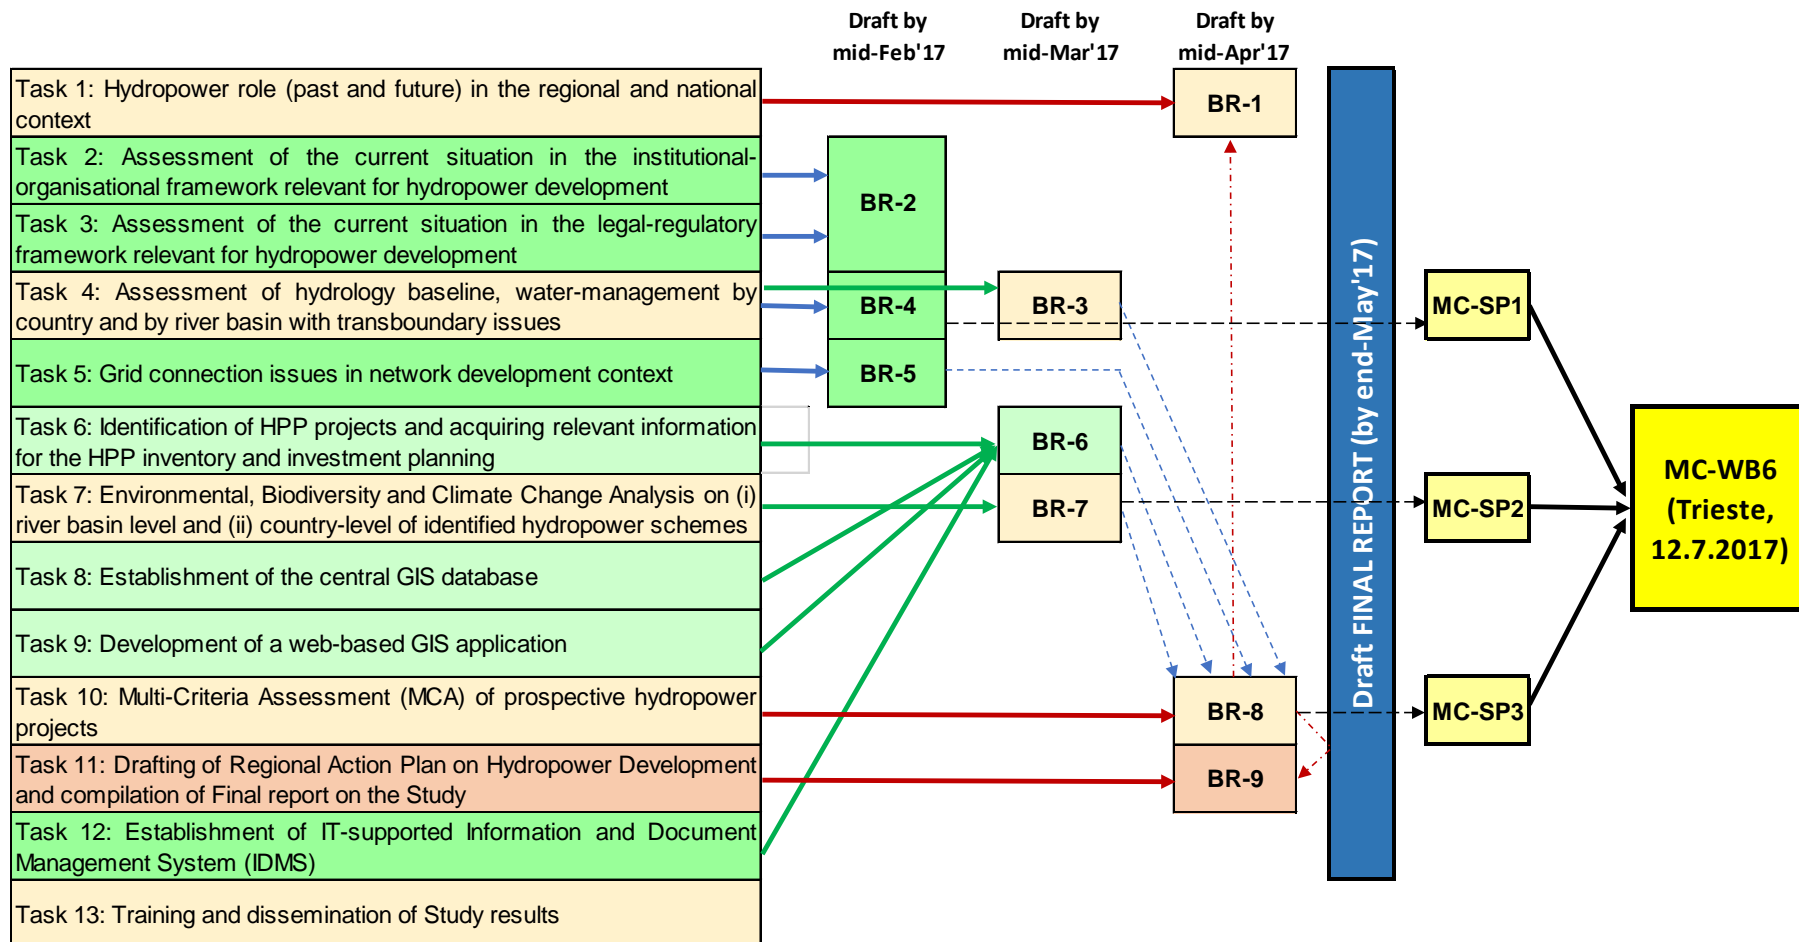 Draft by
mid-Feb'17
Draft by
mid-Mar'17
Draft by
mid-Apr'17
Task 1: Hydropower role (past and future) in the regional and national
context
Task 2: Assessment of the current situation in the institutional-
organisational framework relevant for hydropower development
Task 3: Assessment of the current situation in the legal-regulatory
framework relevant for hydropower development
Task 4: Assessment of hydrology baseline, water-management by
country and by river basin with transboundary issues
Task 5: Grid connection issues in network development context
Task 6: Identification of HPP projects and acquiring relevant information
for the HPP inventory and investment planning
Task 7: Environmental, Biodiversity and Climate Change Analysis on (i)
river basin level and (ii) country-level of identified hydropower schemes
Task 8: Establishment of the central GIS database
Task 9: Development of a web-based GIS application
Task 10: Multi-Criteria Assessment (MCA) of prospective hydropower
projects
Task 11: Drafting of Regional Action Plan on Hydropower Development
and compilation of Final report on the Study
Task 12: Establishment of IT-supported Information and Document
Management System (IDMS)
Task 13: Training and dissemination of Study results
BR-2
BR-4
BR-5
BR-3
BR-6
BR-7
BR-1
BR-8
BR-9
Draft FINAL REPORT (by end-May'17)
MC-SP1
MC-SP2
MC-SP3
MC-WB6
(Trieste,
12.7.2017)